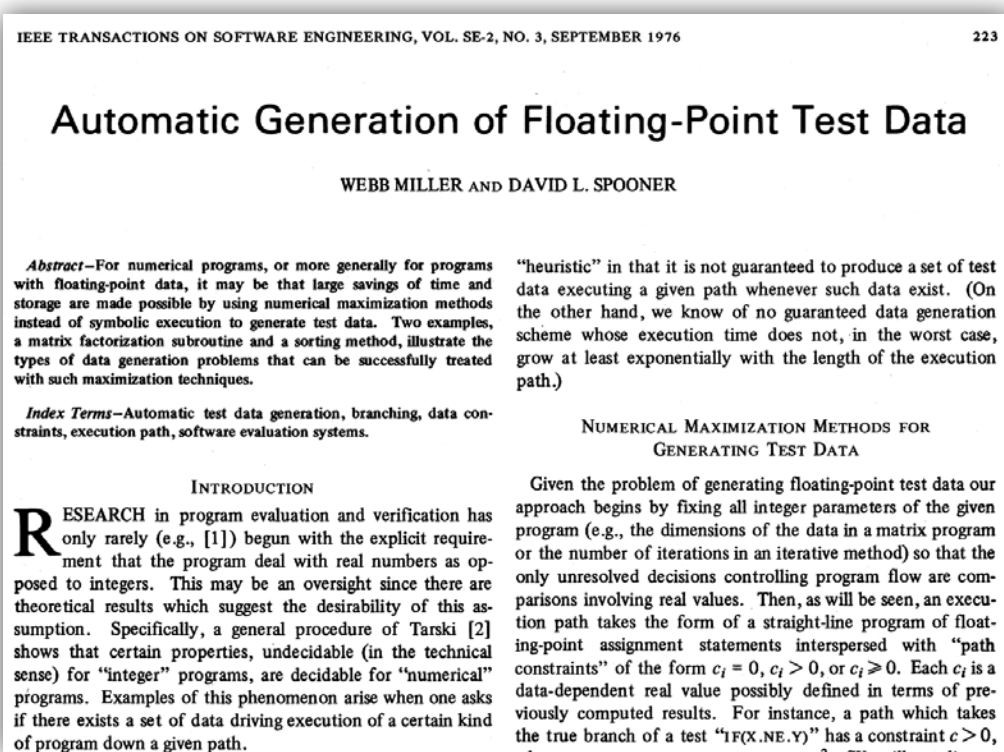 IEEE TRANSACTIONS ON SOFTWARE ENGINEERING, VOL. SE-2, NO. 3, SEPTEMBER 1976 223
Automatic Generation of Floating-Point Test Data
WEBB MILLER AND DAVID L. SPOONER
Abstract—For numerical programs, or more generally for programs
with floating-point data, it may be that large savings of time and
storage are made possible by using numerical maximization methods
instead of symbolic execution to generate test data. Two examples,
a matrix factorization subroutine and a sorting method, illustrate the
types of data generation problems that can be successfully treated
with such maximization techniques.
Index Terms—Automatic test data generation, branching, data con-
straints, execution path, software evaluation systems.
INTRODUCTION
RESEARCH in program evaluation and verification has
only rarely (e.g., [1]) begun with the explicit require-
ment that the program deal with real numbers as op-
posed to integers. This may be an oversight since there are
theoretical results which suggest the desirability of this as-
sumption. Specifically, a general procedure of Tarski [2]
shows that certain properties, undecidable (in the technical
sense) for "integer" programs, are decidable for "numerical"
programs. Examples of this phenomenon arise when one asks
if there exists a set of data driving execution of a certain kind
of program down a given path.
"heuristic" in that it is not guaranteed to produce a set of test
data executing a given path whenever such data exist. (On
the other hand, we know of no guaranteed data generation
scheme whose execution time does not, in the worst case,
grow at least exponentially with the length of the execution
path.)
NUMERICAL MAXIMIZATION METHODS FOR
GENERATING TEST DATA
Given the problem of generating floating-point test data our
approach begins by fixing all integer parameters of the given
program (e.g., the dimensions of the data in a matrix program
or the number of iterations in an iterative method) so that the
only unresolved decisions controlling program flow are com-
parisons involving real values. Then, as will be seen, an execu-
tion path takes the form of a straight-line program of float-
ing-point assignment statements interspersed with "path
constraints" of the form c_i = 0, c_i > 0, or c_i ≥ 0. Each c_i is a
data-dependent real value possibly defined in terms of pre-
viously computed results. For instance, a path which takes
the true branch of a test "IF(X.NE.Y)" has a constraint c > 0,